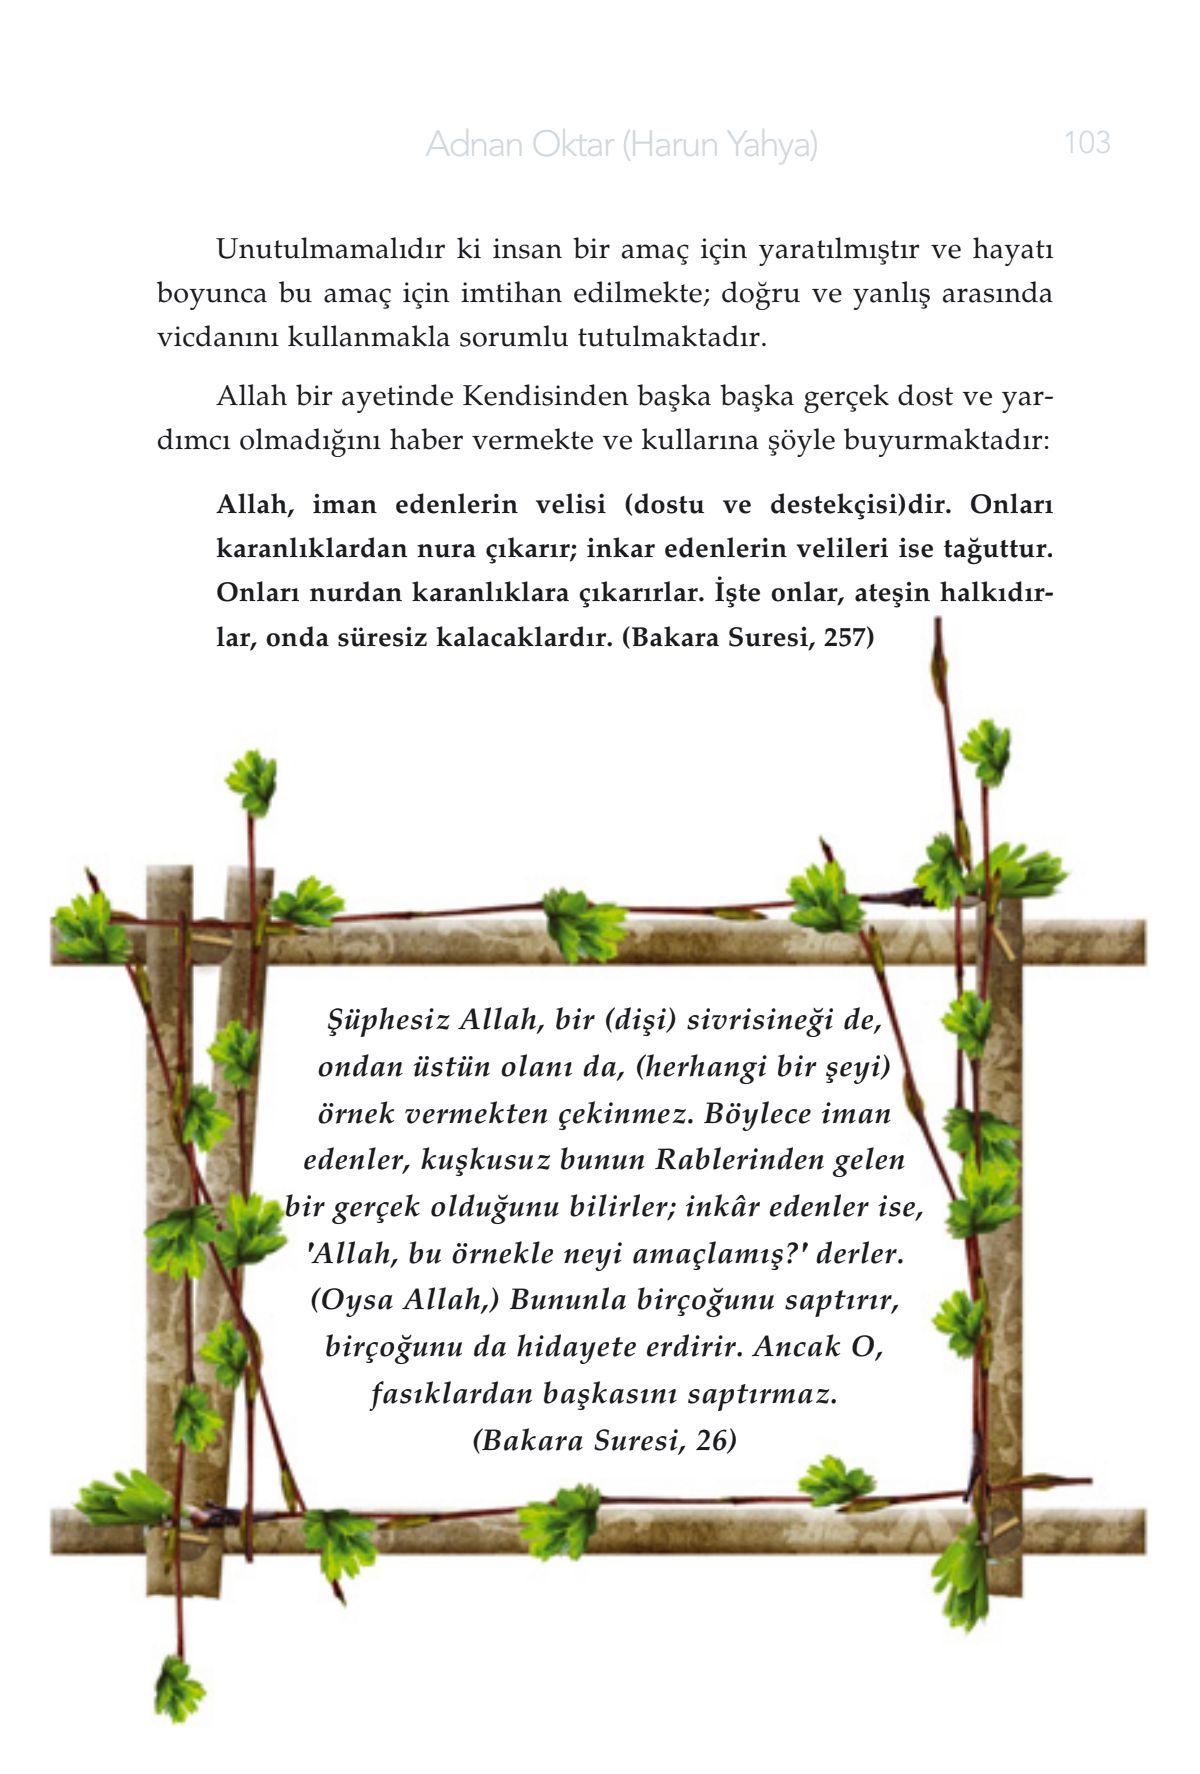 Adnan Oktar (Harun Yahya) 103
Unutulmamalıdır ki insan bir amaç için yaratılmıştır ve hayatı
boyunca bu amaç için imtihan edilmekte; doğru ve yanlış arasında
vicdanını kullanmakla sorumlu tutulmaktadır.
Allah bir ayetinde Kendisinden başka başka gerçek dost ve yar-
dımcı olmadığını haber vermekte ve kullarına şöyle buyurmaktadır:
Allah, iman edenlerin velisi (dostu ve destekçisi)dir. Onları
karanlıklardan nura çıkarır; inkar edenlerin velileri ise tağuttur.
Onları nurdan karanlıklara çıkarırlar. İşte onlar, ateşin halkıdır-
lar, onda süresiz kalacaklardır. (Bakara Suresi, 257)
Şüphesiz Allah, bir (dişi) sivrisineği de,
ondan üstün olanı da, (herhangi bir şeyi)
örnek vermekten çekinmez. Böylece iman
edenler, kuşkusuz bunun Rablerinden gelen
bir gerçek olduğunu bilirler; inkâr edenler ise,
'Allah, bu örnekle neyi amaçlamış?' derler.
(Oysa Allah,) Bununla birçoğunu saptırır,
birçoğunu da hidayete erdirir. Ancak O,
fasıklardan başkasını saptırmaz.
(Bakara Suresi, 26)